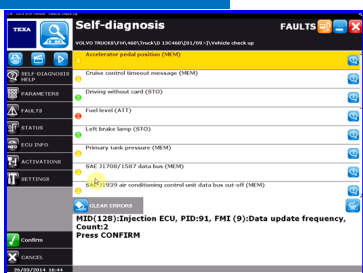 TEXA
Self-diagnosis
FAULTS
VOLVO TRUCKS\FH\460\Truck\D 13C460\[01/09>]\Vehicle check up
Accelerator pedal position (MEM)
Cruise control timeout message (MEM)
Driving without card (STO)
Fuel level (ATT)
Left brake lamp (STO)
Primary tank pressure (MEM)
SAE J1708/1587 data bus (MEM)
SAE J1939 air conditioning control unit data bus cut-off (MEM)
SELF-DIAGNOSIS
HELP
PARAMETERS
FAULTS
STATUS
ECU INFO
ACTIVATIONS
SETTINGS
CLEAR ERRORS
MID(128):Injection ECU, PID:91, FMI (9):Data update frequency,
Count:2
Press CONFIRM
Confirm
CANCEL
26/03/2014 16:44